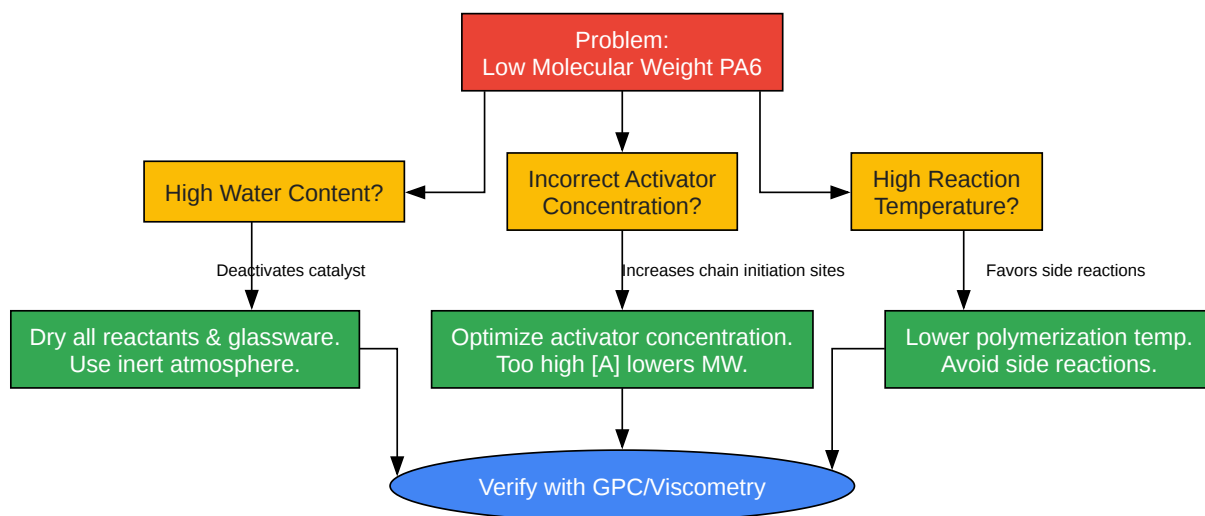 Problem:
Low Molecular Weight PA6
High Water Content?
Incorrect Activator
Concentration?
High Reaction
Temperature?
Deactivates catalyst
Increases chain initiation sites
Favors side reactions
Dry all reactants & glassware.
Use inert atmosphere.
Optimize activator concentration.
Too high [A] lowers MW.
Lower polymerization temp.
Avoid side reactions.
Verify with GPC/Viscometry